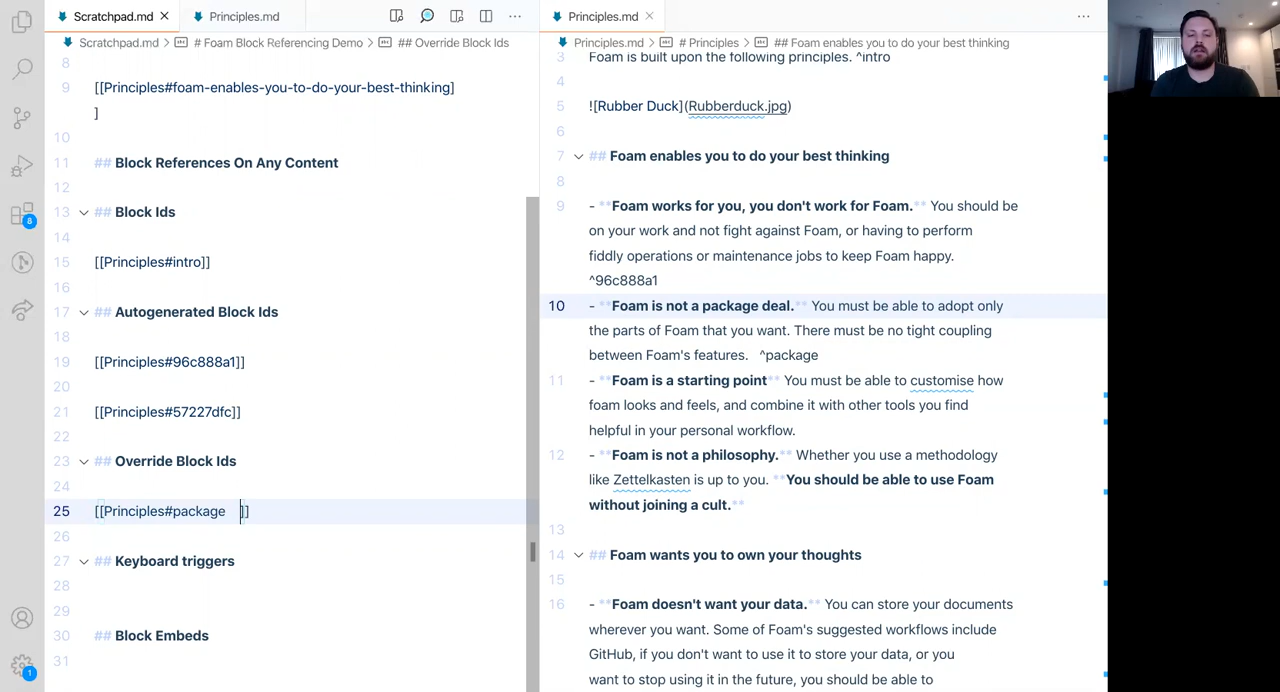 Scratchpad.md
Principles.md
Scratchpad.md > # Foam Block Referencing Demo > ## Override Block Ids
8
9 [[Principles#foam-enables-you-to-do-your-best-thinking]
]
10
11 ## Block References On Any Content
12
13 ## Block Ids
14
15 [[Principles#intro]]
16
17 ## Autogenerated Block Ids
18
19 [[Principles#96c888a1]]
20
21 [[Principles#57227dfc]]
22
23 ## Override Block Ids
24
25 [[Principles#package ]]
26
27 ## Keyboard triggers
28
29
30 ## Block Embeds
31
8
1
Principles.md
Principles.md > # Principles > ## Foam enables you to do your best thinking
3 Foam is built upon the following principles. ^intro
4
5 ![Rubber Duck](Rubberduck.jpg)
6
7 ## Foam enables you to do your best thinking
8
9 - **Foam works for you, you don't work for Foam.** You should be
on your work and not fight against Foam, or having to perform
fiddly operations or maintenance jobs to keep Foam happy.
^96c888a1
10 - **Foam is not a package deal.** You must be able to adopt only
the parts of Foam that you want. There must be no tight coupling
between Foam's features. ^package
11 - **Foam is a starting point** You must be able to customise how
foam looks and feels, and combine it with other tools you find
helpful in your personal workflow.
12 - **Foam is not a philosophy.** Whether you use a methodology
like Zettelkasten is up to you. **You should be able to use Foam
without joining a cult.**
13
14 ## Foam wants you to own your thoughts
15
16 - **Foam doesn't want your data.** You can store your documents
wherever you want. Some of Foam's suggested workflows include
GitHub, if you don't want to use it to store your data, or you
want to stop using it in the future, you should be able to